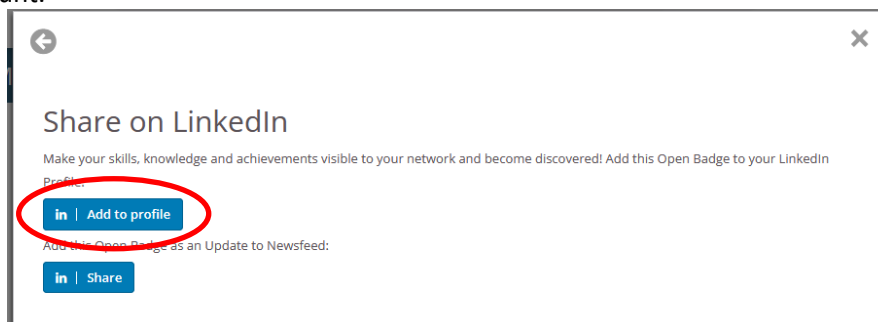 Share on LinkedIn
Make your skills, knowledge and achievements visible to your network and become discovered! Add this Open Badge to your LinkedIn
Profile:
in | Add to profile
Add this Open Badge as an Update to Newsfeed:
in | Share